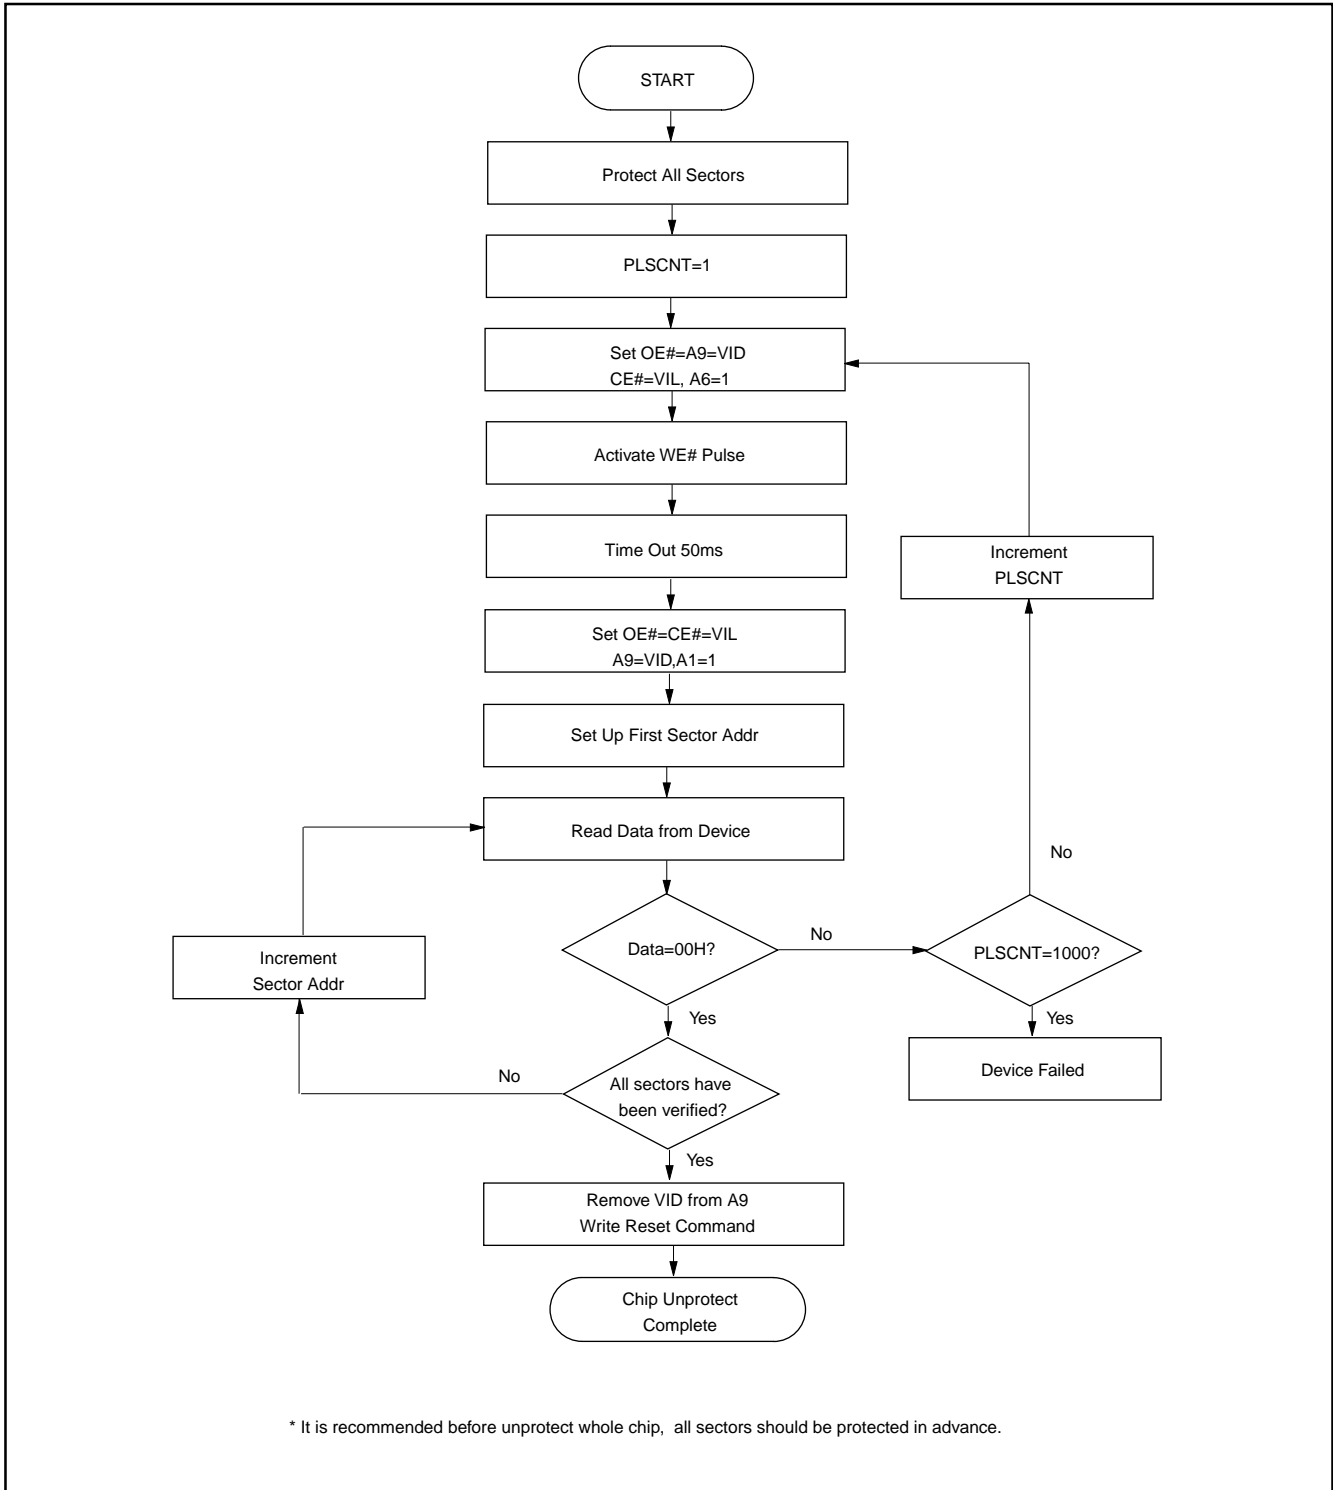 START
Protect All Sectors
PLSCNT=1
Set OE#=A9=VID
CE#=VIL, A6=1
Activate WE# Pulse
Time Out 50ms
Increment
PLSCNT
Set OE#=CE#=VIL
A9=VID,A1=1
Set Up First Sector Addr
Read Data from Device
No
Data=00H?
No
PLSCNT=1000?
Increment
Sector Addr
Yes
Yes
Device Failed
No
All sectors have
been verified?
Yes
Remove VID from A9
Write Reset Command
Chip Unprotect
Complete
* It is recommended before unprotect whole chip, all sectors should be protected in advance.